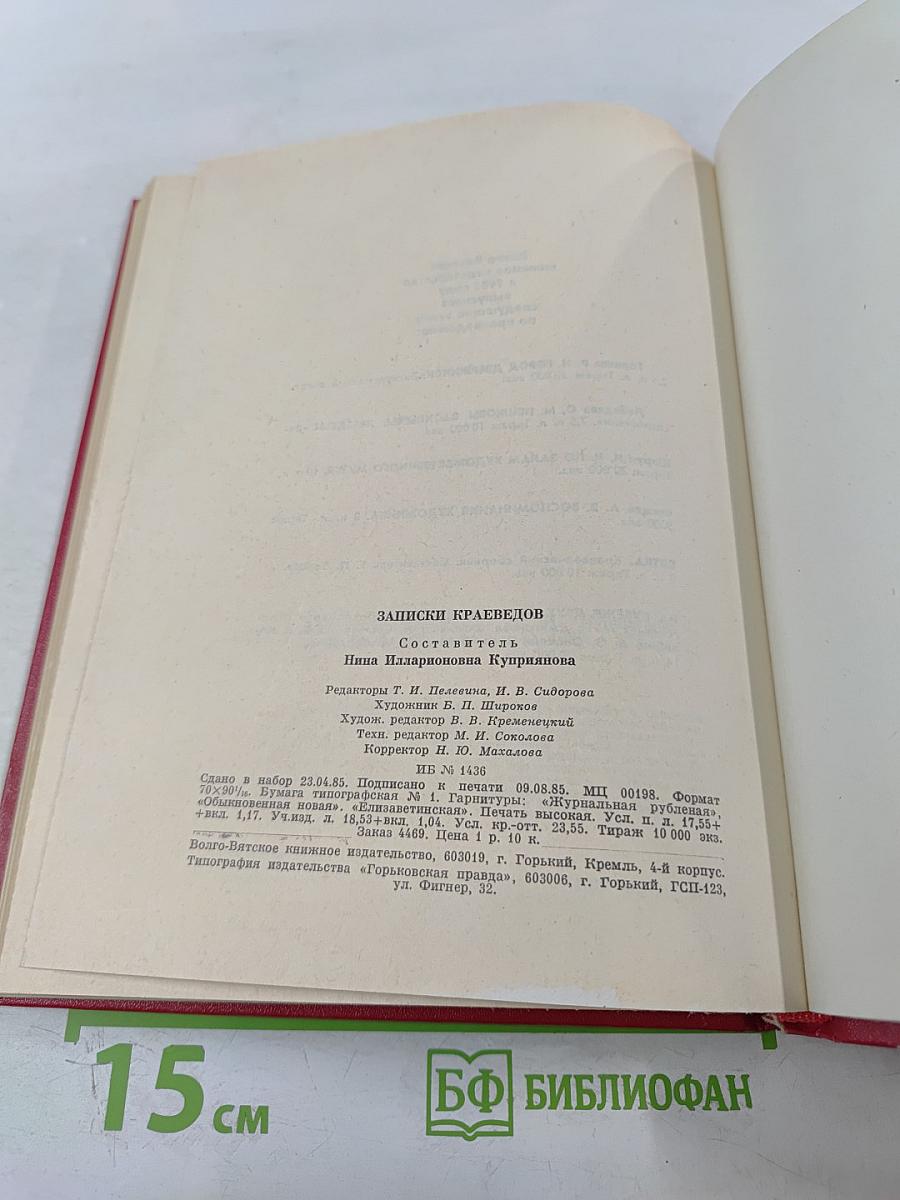 ЗАПИСКИ КРАЕВЕДОВ
Составитель
Нина Илларионовна Куприянова
Редакторы Т. И. Пелевина, И. В. Сидорова
Художник Б. П. Широков
Худож. редактор В. В. Кременецкий
Техн. редактор М. И. Соколова
Корректор Н. Ю. Махалова
ИБ № 1436
Сдано в набор 23.04.85. Подписано к печати 09.08.85. МЦ 00198. Формат
70×90¹/₁₆. Бумага типографская № 1. Гарнитуры: «Журнальная рубленая»,
«Обыкновенная новая». «Елизаветинская». Печать высокая. Усл. п. л. 17,55+
+вкл. 1,17. Уч.изд. л. 18,53+вкл. 1,04. Усл. кр.-отт. 23,55. Тираж 10 000 экз.
Заказ 4469. Цена 1 р. 10 к.
Волго-Вятское книжное издательство, 603019, г. Горький, Кремль, 4-й корпус.
Типография издательства «Горьковская правда», 603006, г. Горький, ГСП-123,
ул. Фигнер, 32.
15 см
БФ БИБЛИОФАН